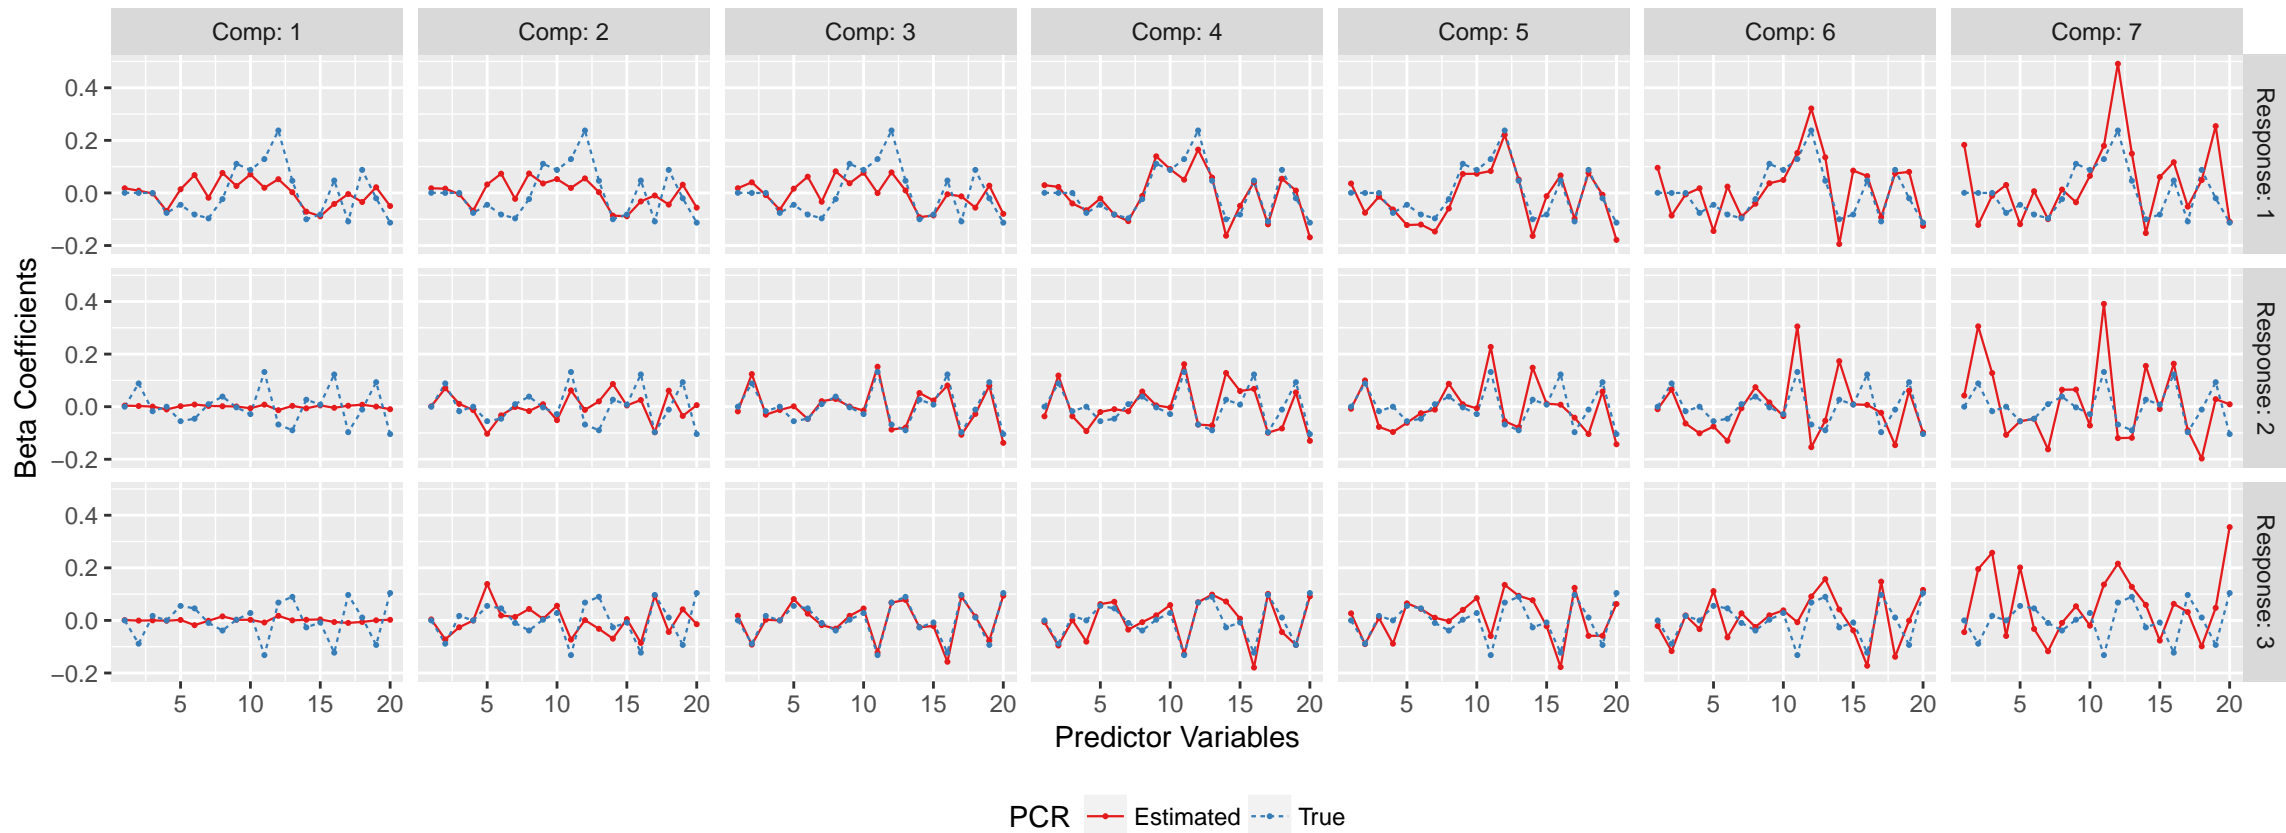 Comp: 1 Comp: 2 Comp: 3 Comp: 4 Comp: 5 Comp: 6 Comp: 7
Beta Coefficients
0.4
0.2
0.0
−0.2
Response: 1
0.4
0.2
0.0
−0.2
Response: 2
0.4
0.2
0.0
−0.2
Response: 3
5 10 15 20 5 10 15 20 5 10 15 20 5 10 15 20 5 10 15 20 5 10 15 20 5 10 15 20
Predictor Variables
PCR Estimated True